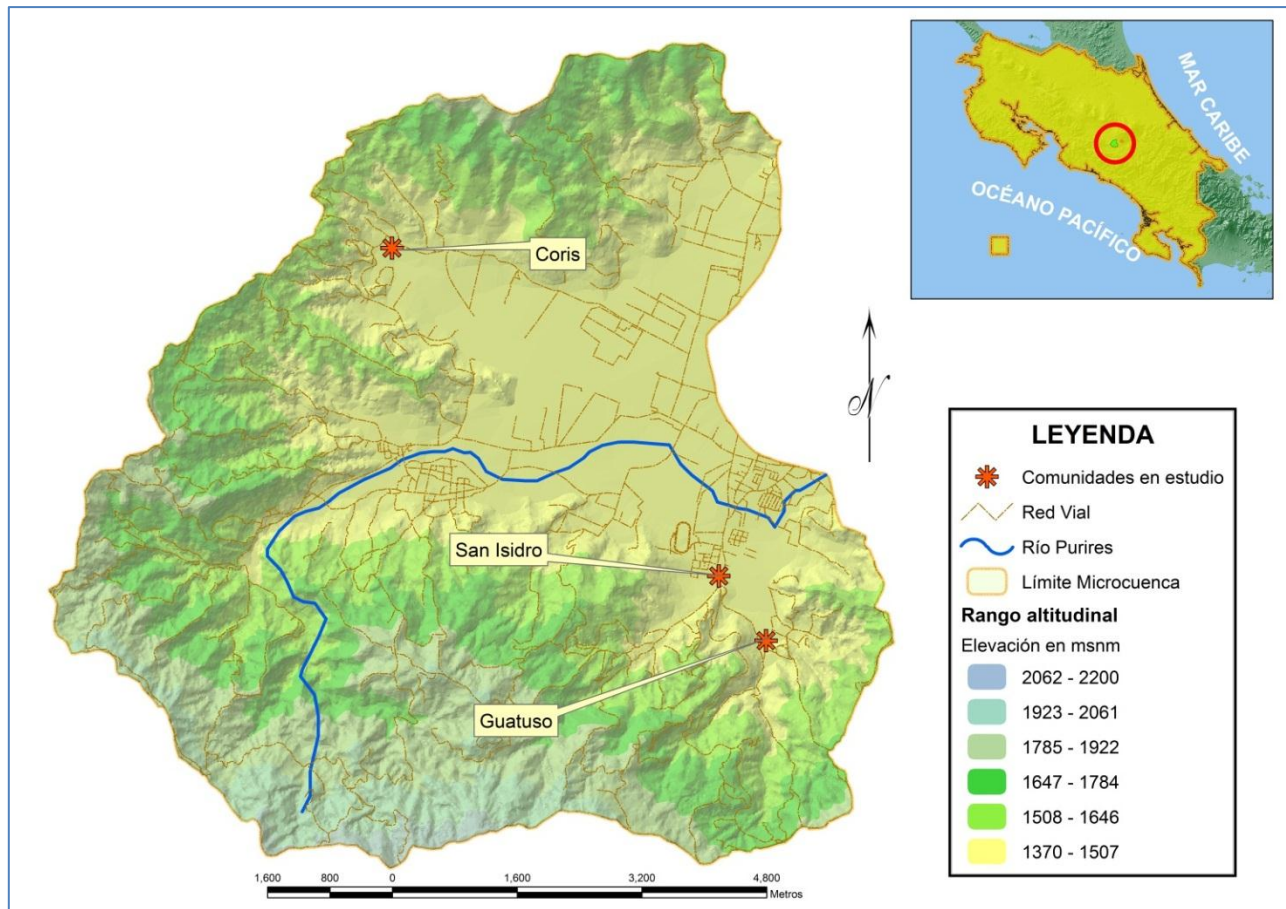 MAR CARIBE
OCÉANO PACÍFICO
Coris
San Isidro
Guatuso
N
LEYENDA
Comunidades en estudio
Red Vial
Río Purires
Límite Microcuenca
Rango altitudinal
Elevación en msnm
2062 - 2200
1923 - 2061
1785 - 1922
1647 - 1784
1508 - 1646
1370 - 1507
1,600 800 0 1,600 3,200 4,800
Metros